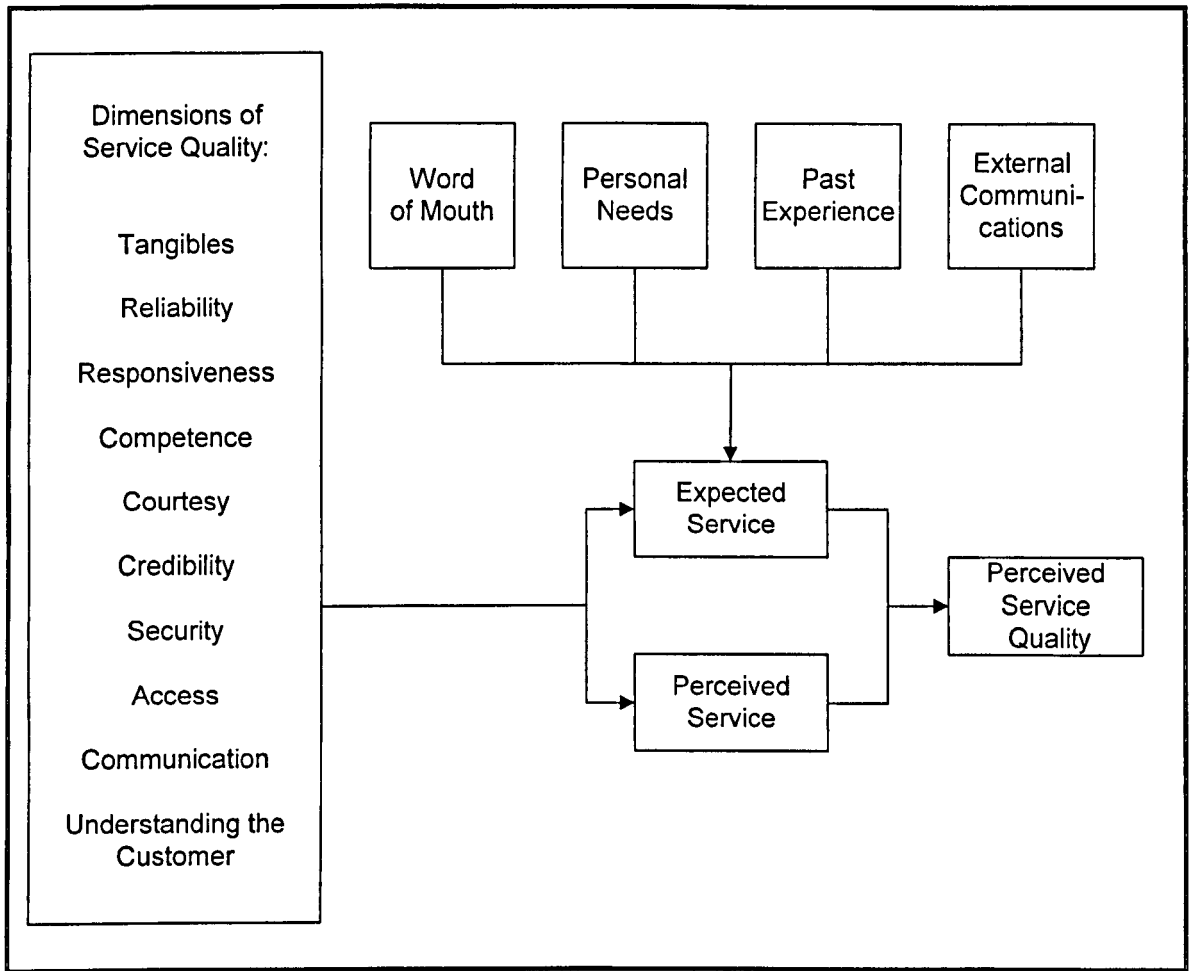 Dimensions of
Service Quality:
Tangibles
Reliability
Responsiveness
Competence
Courtesy
Credibility
Security
Access
Communication
Understanding the
Customer
Word
of Mouth
Personal
Needs
Past
Experience
External
Communi-
cations
Expected
Service
Perceived
Service
Perceived
Service
Quality